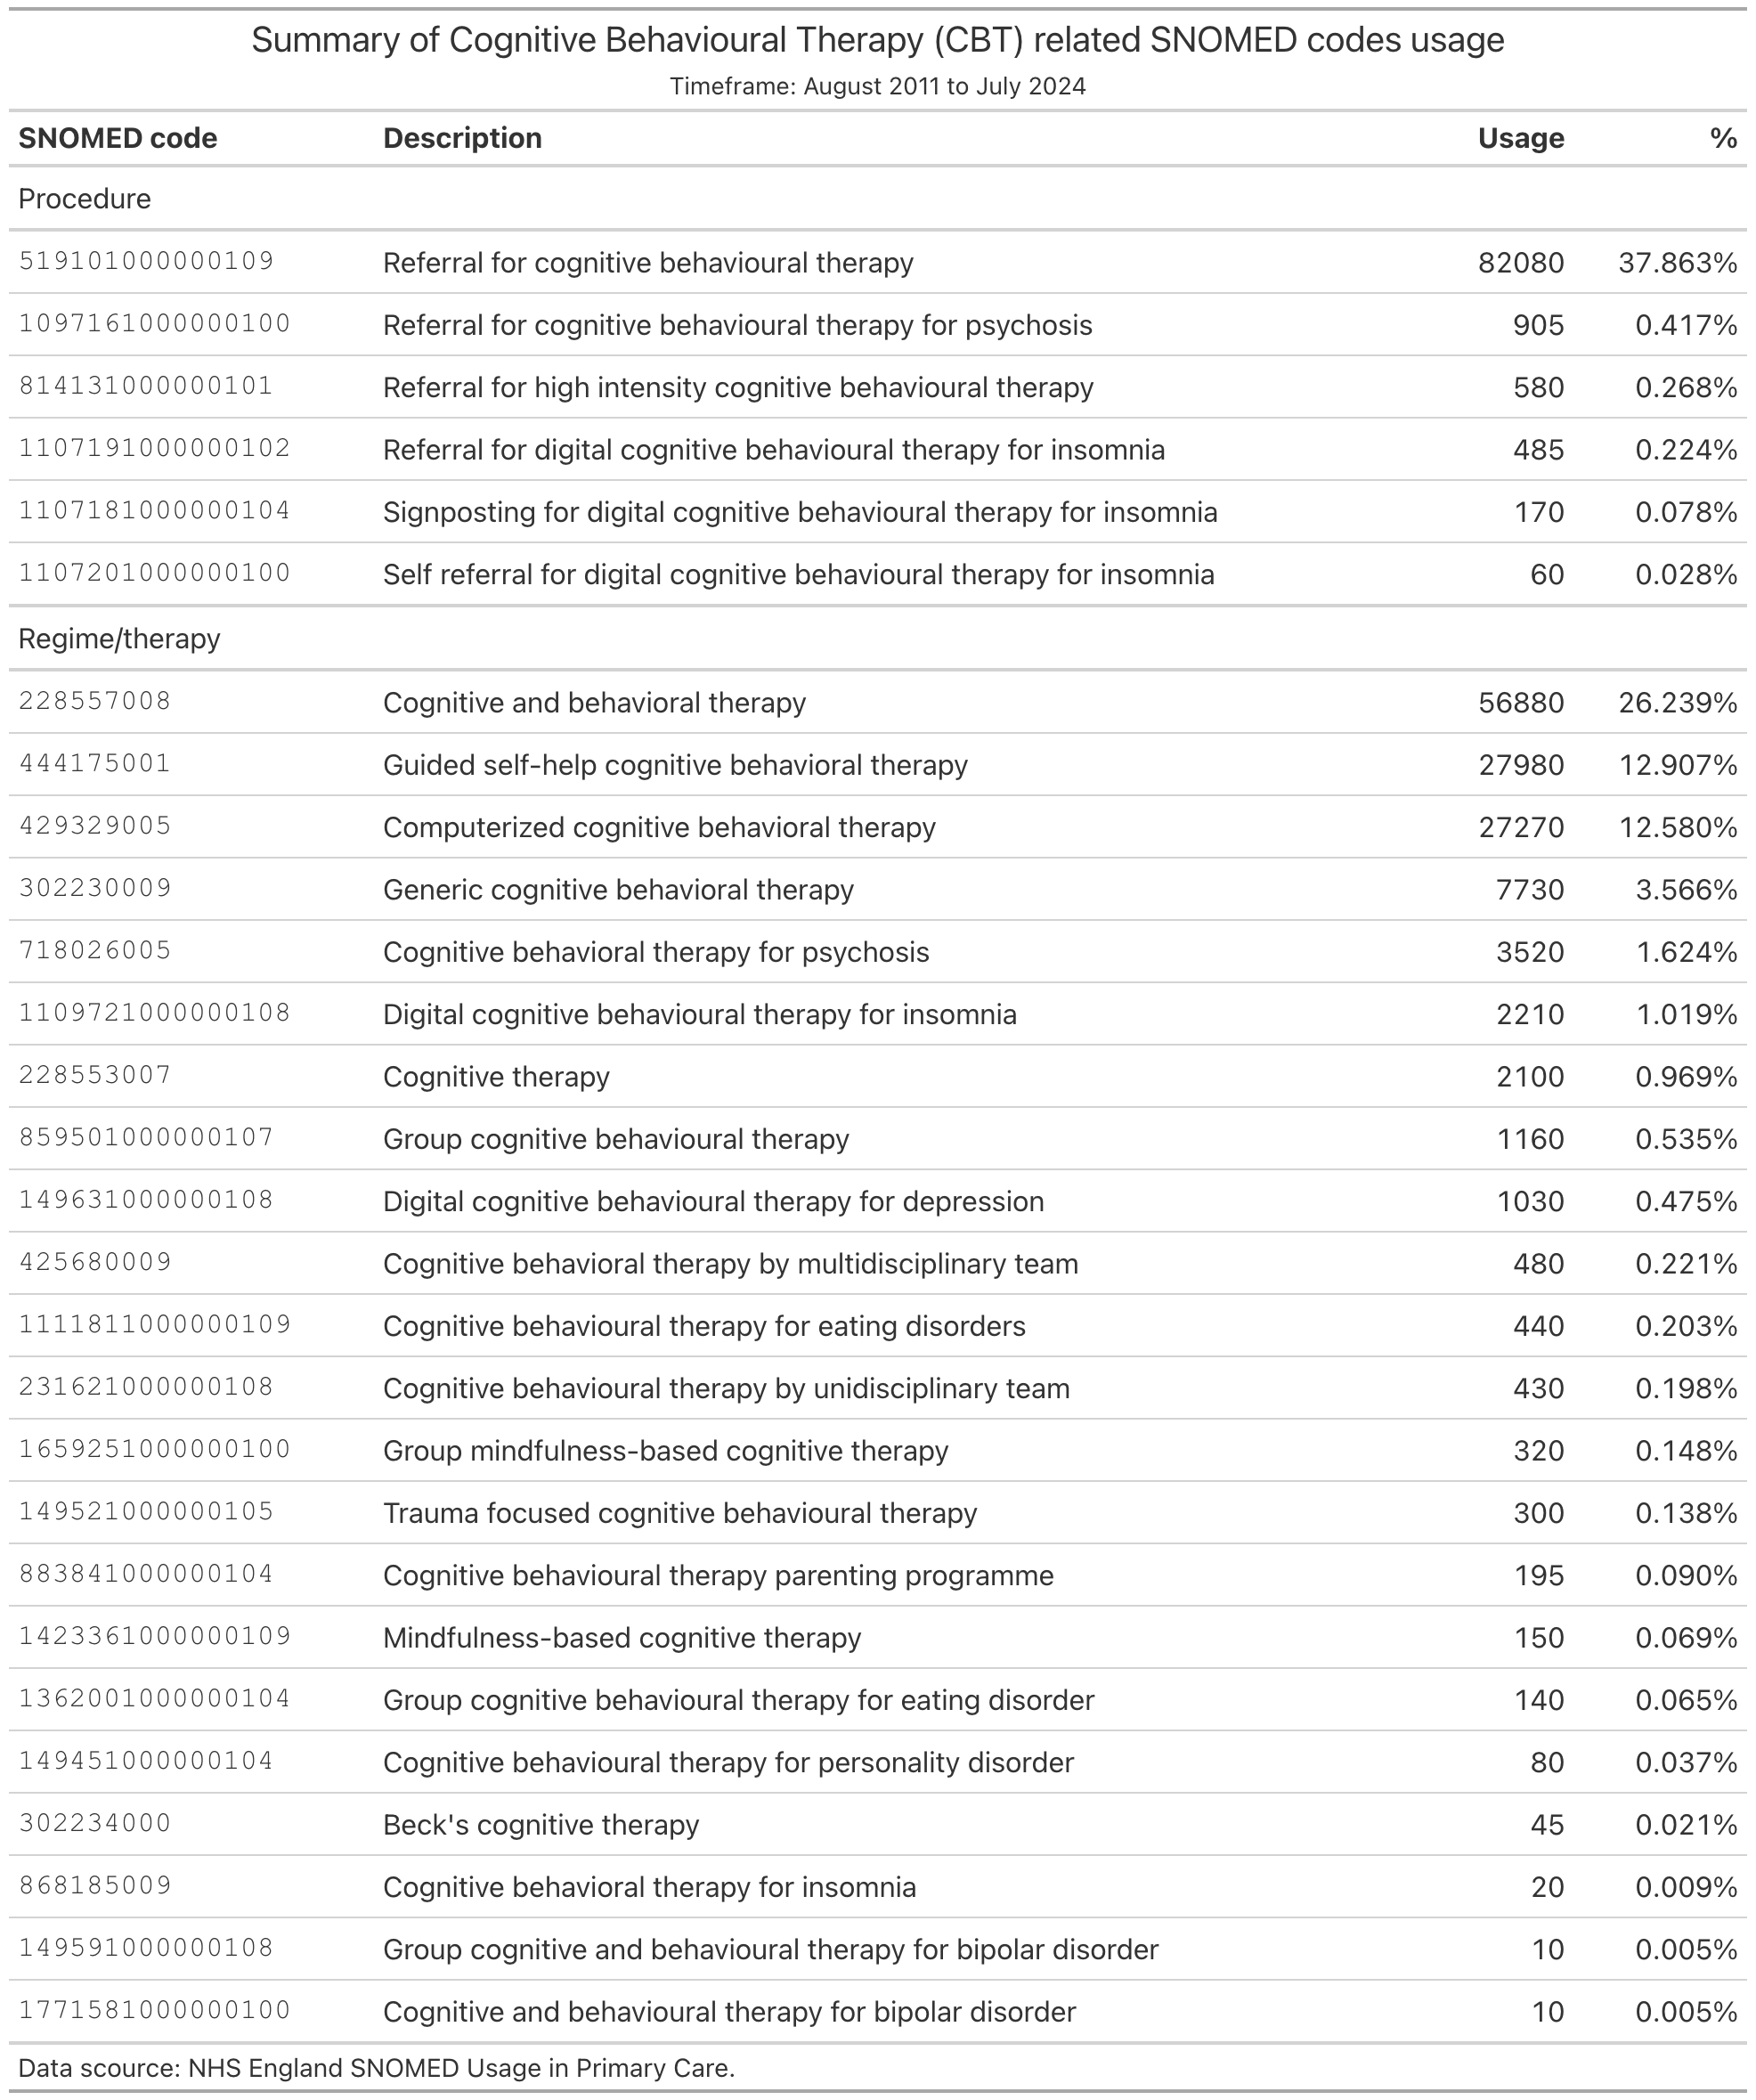 Summary of Cognitive Behavioural Therapy (CBT) related SNOMED codes usage
Timeframe: August 2011 to July 2024
SNOMED code Description Usage %
Procedure
519101000000109 Referral for cognitive behavioural therapy 82080 37.863%
1097161000000100 Referral for cognitive behavioural therapy for psychosis 905 0.417%
814131000000101 Referral for high intensity cognitive behavioural therapy 580 0.268%
1107191000000102 Referral for digital cognitive behavioural therapy for insomnia 485 0.224%
1107181000000104 Signposting for digital cognitive behavioural therapy for insomnia 170 0.078%
1107201000000100 Self referral for digital cognitive behavioural therapy for insomnia 60 0.028%
Regime/therapy
228557008 Cognitive and behavioral therapy 56880 26.239%
444175001 Guided self-help cognitive behavioral therapy 27980 12.907%
429329005 Computerized cognitive behavioral therapy 27270 12.580%
302230009 Generic cognitive behavioral therapy 7730 3.566%
718026005 Cognitive behavioral therapy for psychosis 3520 1.624%
1109721000000108 Digital cognitive behavioural therapy for insomnia 2210 1.019%
228553007 Cognitive therapy 2100 0.969%
859501000000107 Group cognitive behavioural therapy 1160 0.535%
149631000000108 Digital cognitive behavioural therapy for depression 1030 0.475%
425680009 Cognitive behavioral therapy by multidisciplinary team 480 0.221%
1111811000000109 Cognitive behavioural therapy for eating disorders 440 0.203%
231621000000108 Cognitive behavioural therapy by unidisciplinary team 430 0.198%
1659251000000100 Group mindfulness-based cognitive therapy 320 0.148%
149521000000105 Trauma focused cognitive behavioural therapy 300 0.138%
883841000000104 Cognitive behavioural therapy parenting programme 195 0.090%
1423361000000109 Mindfulness-based cognitive therapy 150 0.069%
1362001000000104 Group cognitive behavioural therapy for eating disorder 140 0.065%
149451000000104 Cognitive behavioural therapy for personality disorder 80 0.037%
302234000 Beck's cognitive therapy 45 0.021%
868185009 Cognitive behavioral therapy for insomnia 20 0.009%
149591000000108 Group cognitive and behavioural therapy for bipolar disorder 10 0.005%
1771581000000100 Cognitive and behavioural therapy for bipolar disorder 10 0.005%
Data scource: NHS England SNOMED Usage in Primary Care.